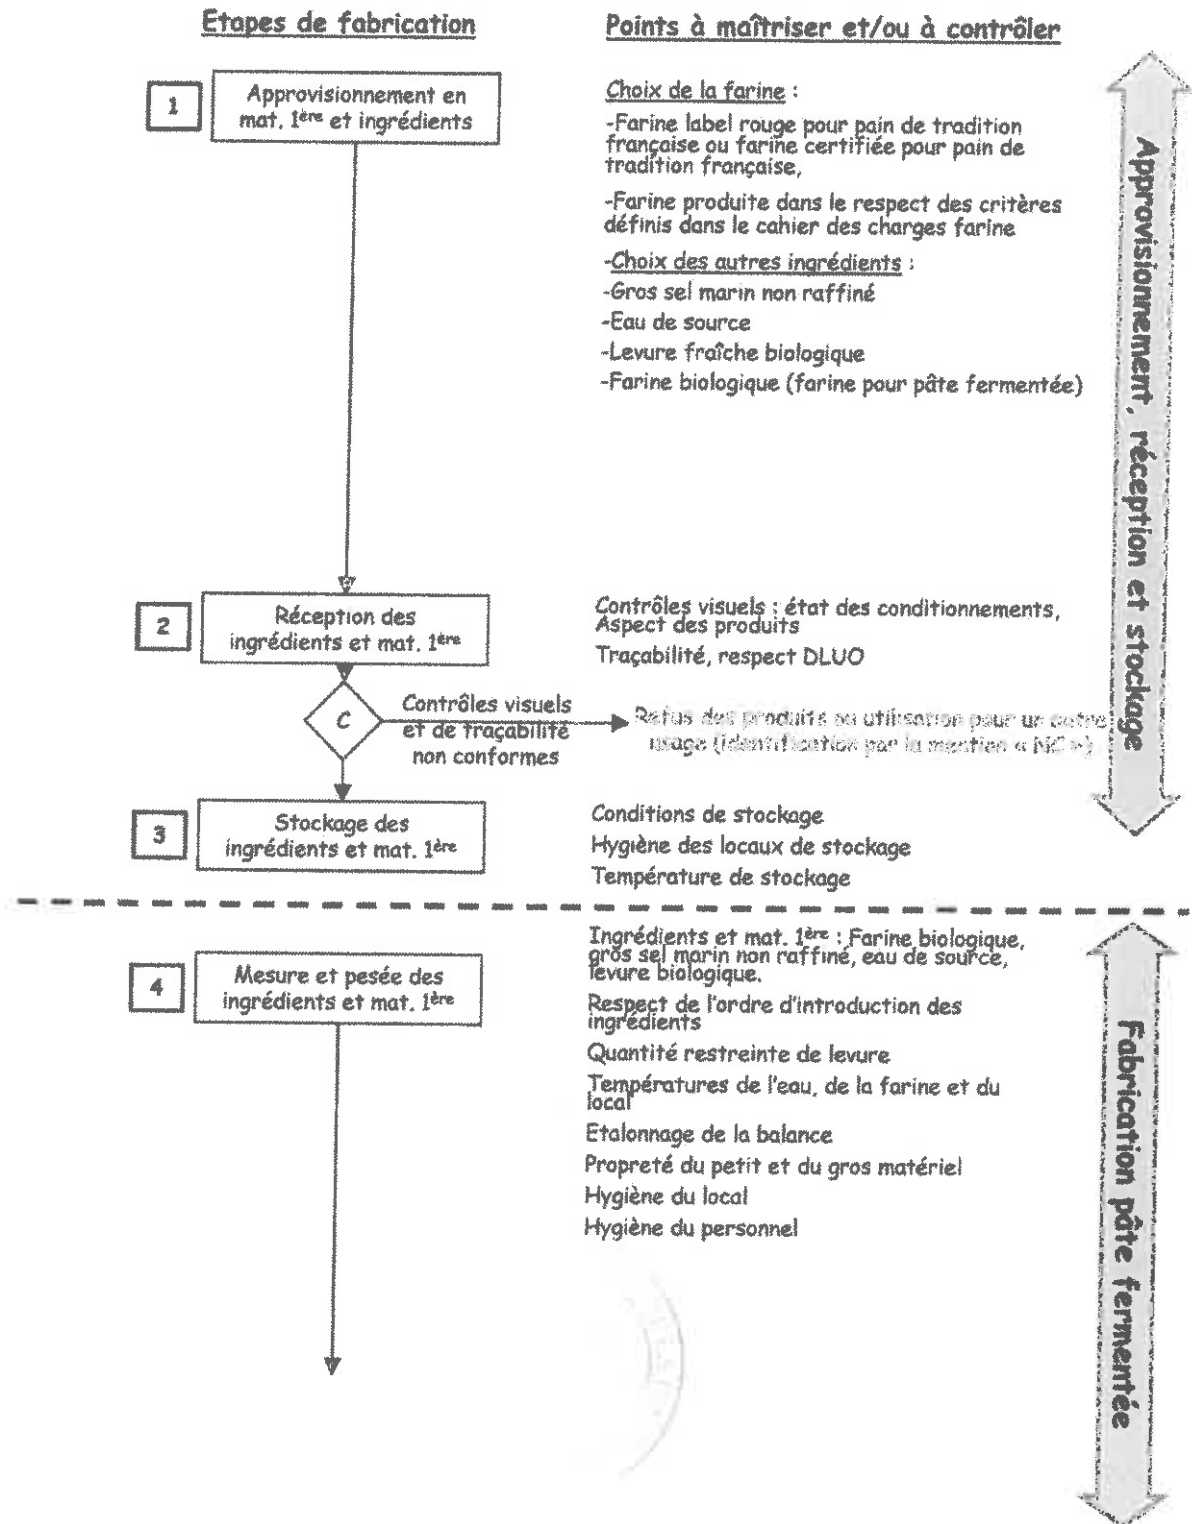 Etapes de fabrication
Points à maîtriser et/ou à contrôler
1
Approvisionnement en
mat. 1ère et ingrédients
Choix de la farine :
-Farine label rouge pour pain de tradition
française ou farine certifiée pour pain de
tradition française,
-Farine produite dans le respect des critères
définis dans le cahier des charges farine
-Choix des autres ingrédients :
-Gros sel marin non raffiné
-Eau de source
-Levure fraîche biologique
-Farine biologique (farine pour pâte fermentée)
Approvisionnement, réception et stockage
2
Réception des
ingrédients et mat. 1ère
Contrôles visuels : état des conditionnements,
Aspect des produits
Traçabilité, respect DLUO
C
Contrôles visuels
et de traçabilité
non conformes
Refus des produits ou utilisation pour un autre
usage (identification par la mention « NC »)
3
Stockage des
ingrédients et mat. 1ère
Conditions de stockage
Hygiène des locaux de stockage
Température de stockage
4
Mesure et pesée des
ingrédients et mat. 1ère
Ingrédients et mat. 1ère : Farine biologique,
gros sel marin non raffiné, eau de source,
levure biologique.
Respect de l'ordre d'introduction des
ingrédients
Quantité restreinte de levure
Températures de l'eau, de la farine et du
local
Etalonnage de la balance
Propreté du petit et du gros matériel
Hygiène du local
Hygiène du personnel
Fabrication pâte fermentée